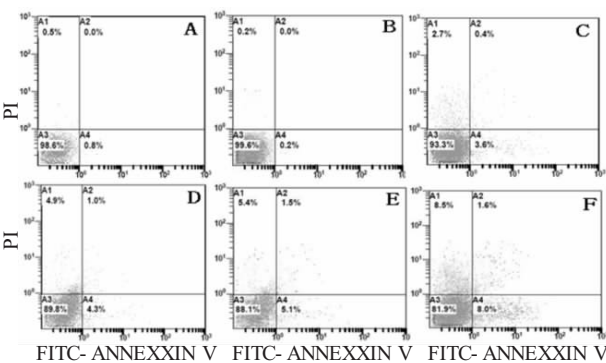 A1 A2 A
0.5% 0.0%
A3 A4
98.6% 0.8%
A1 A2 B
0.2% 0.0%
A3 A4
99.6% 0.2%
A1 A2 C
2.7% 0.4%
A3 A4
93.3% 3.6%
PI
A1 A2 D
4.9% 1.0%
A3 A4
89.8% 4.3%
A1 A2 E
5.4% 1.5%
A3 A4
88.1% 5.1%
A1 A2 F
8.5% 1.6%
A3 A4
81.9% 8.0%
PI
FITC- ANNEXXIN V FITC- ANNEXXIN V FITC- ANNEXXIN V